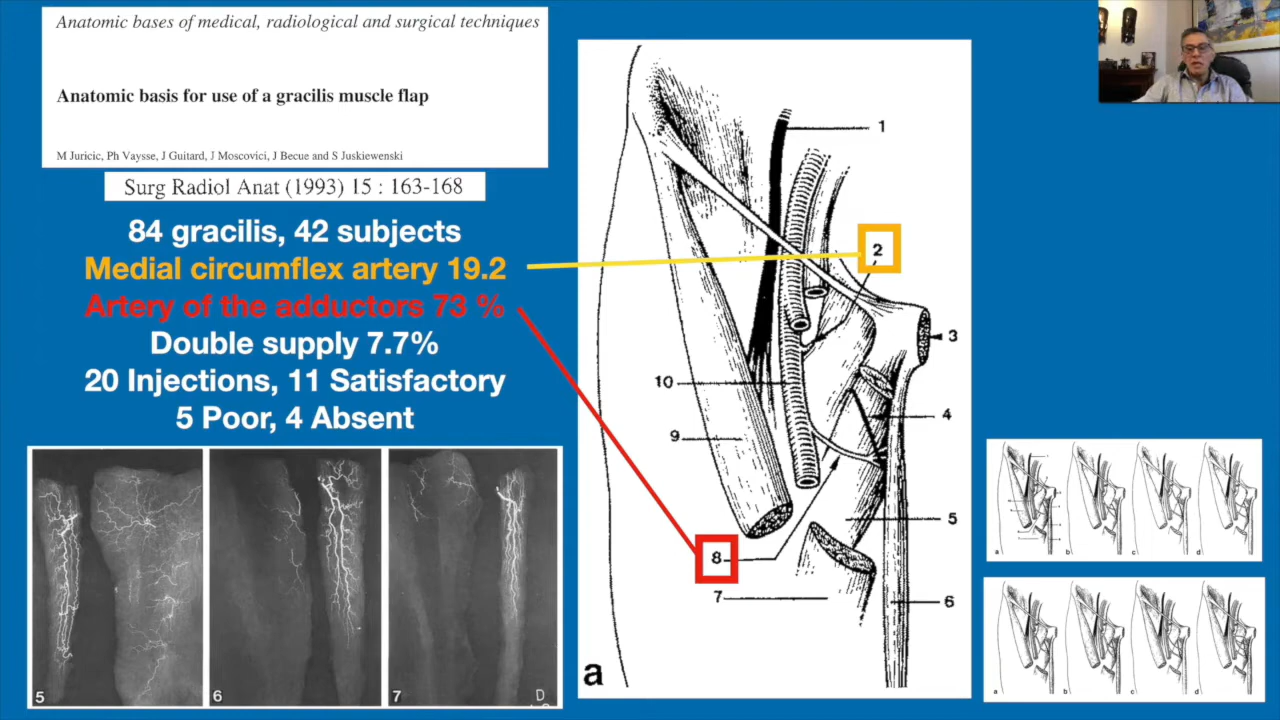 Anatomic bases of medical, radiological and surgical techniques
Anatomic basis for use of a gracilis muscle flap
M Juricic, Ph Vaysse, J Guitard, J Moscovici, J Becue and S Juskiewenski
Surg Radiol Anat (1993) 15 : 163-168
84 gracilis, 42 subjects
Medial circumflex artery 19.2
Artery of the adductors 73 %
Double supply 7.7%
20 Injections, 11 Satisfactory
5 Poor, 4 Absent
5
6
7
D
1
2
3
10
4
9
5
8
7
6
a
a
b
c
d
a
b
c
d